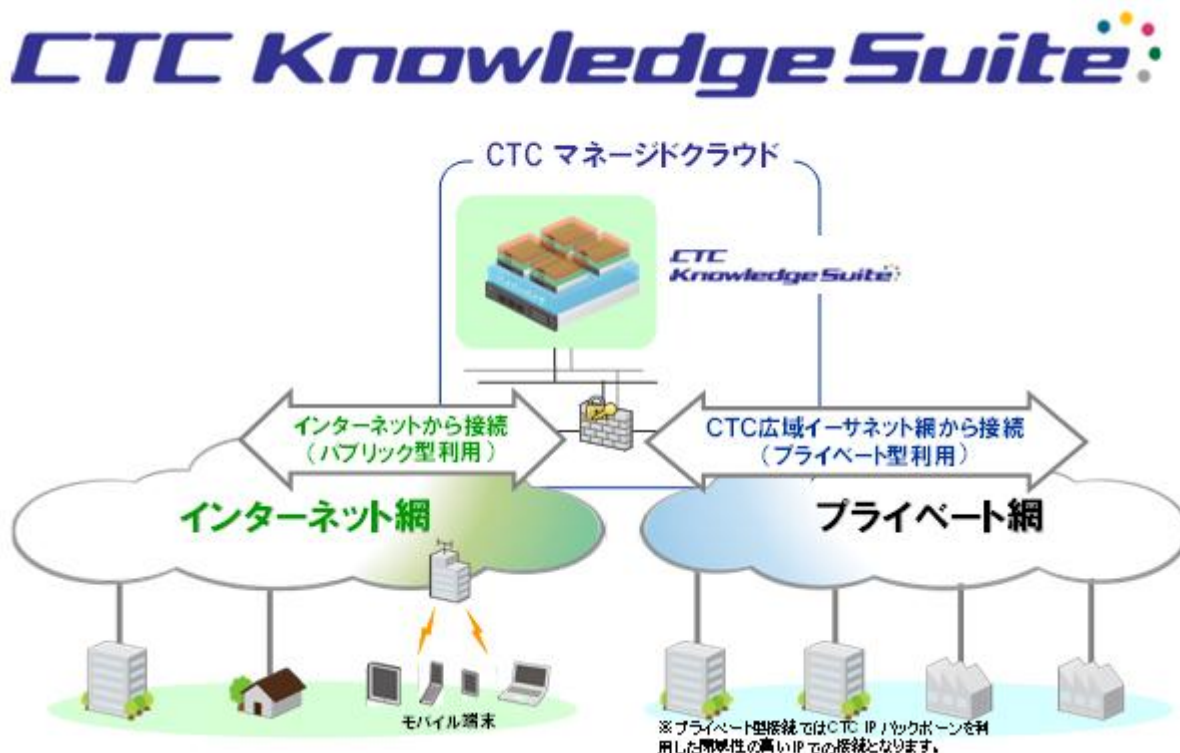 CTC Knowledge Suite
CTC マネージドクラウド
CTC
Knowledge Suite
インターネットから接続
（パブリック型利用）
CTC広域イーサネット網から接続
（プライベート型利用）
インターネット網
プライベート網
モバイル端末
※プライベート型接続ではCTC IP バックボーンを利
用した閉域性の高いIPでの接続となります。